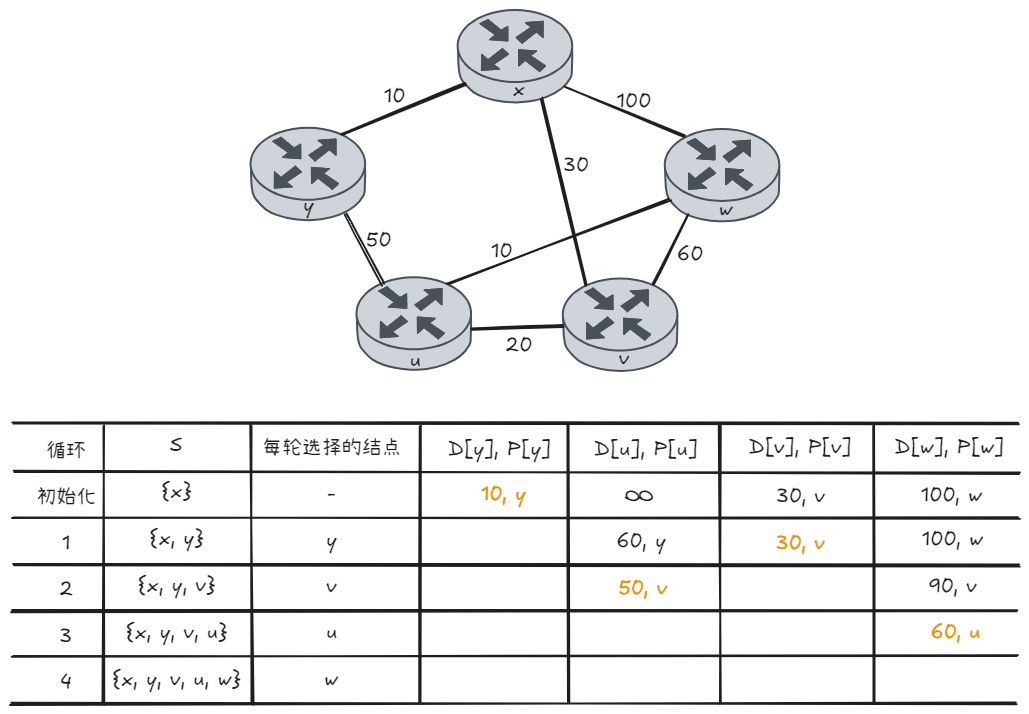 x
10
100
30
y
w
50
10
60
u
v
20
循环 S 每轮选择的结点 D[y], P[y] D[u], P[u] D[v], P[v] D[w], P[w]
初始化 {x} - 10, y ∞ 30, v 100, w
1 {x, y} y 60, y 30, v 100, w
2 {x, y, v} v 50, v 90, v
3 {x, y, v, u} u 60, u
4 {x, y, v, u, w} w